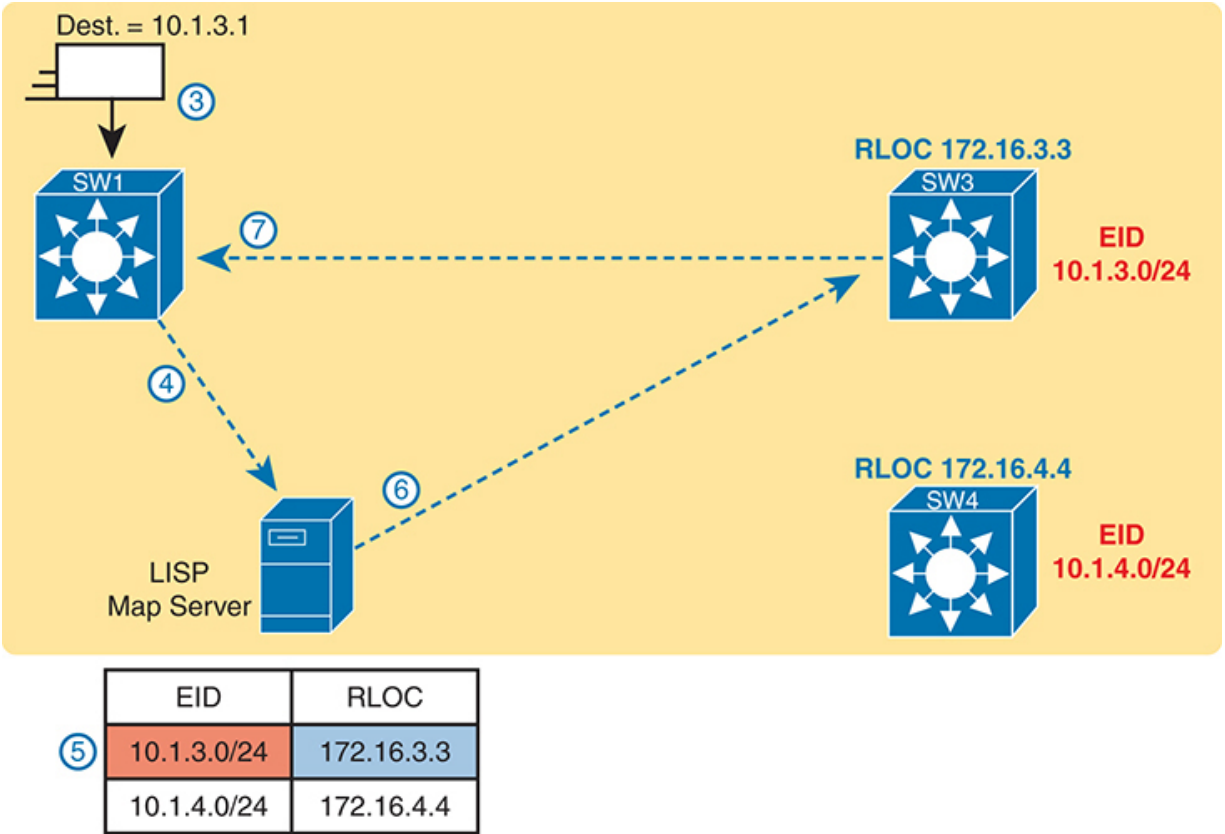 Dest. = 10.1.3.1
3
SW1
RLOC 172.16.3.3
SW3
EID
10.1.3.0/24
7
4
6
RLOC 172.16.4.4
SW4
EID
10.1.4.0/24
LISP
Map Server
EID RLOC
5 10.1.3.0/24 172.16.3.3
10.1.4.0/24 172.16.4.4